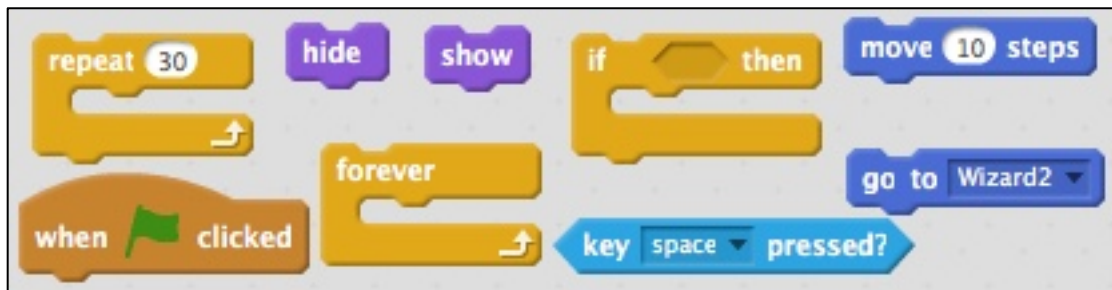 repeat 30
hide
show
if then
move 10 steps
forever
go to Wizard2
when clicked
key space pressed?